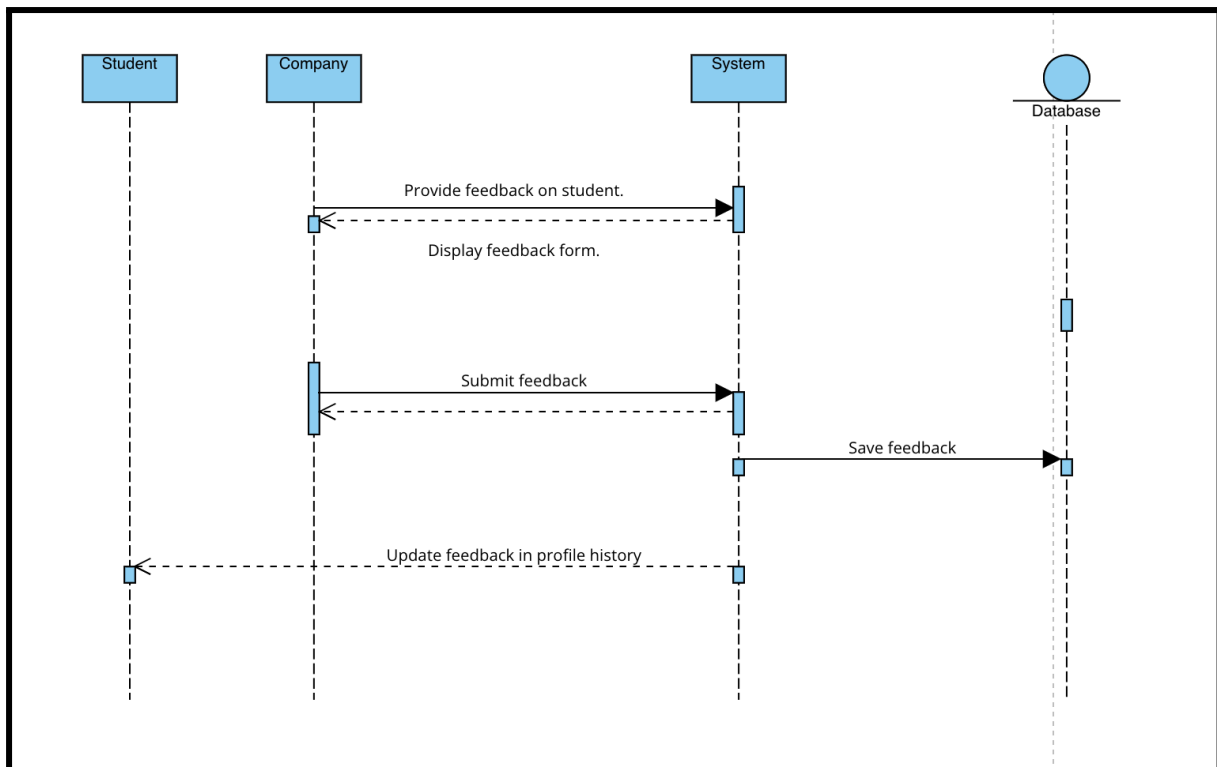 Student
Company
System
Database
Provide feedback on student.
Display feedback form.
Submit feedback
Save feedback
Update feedback in profile history